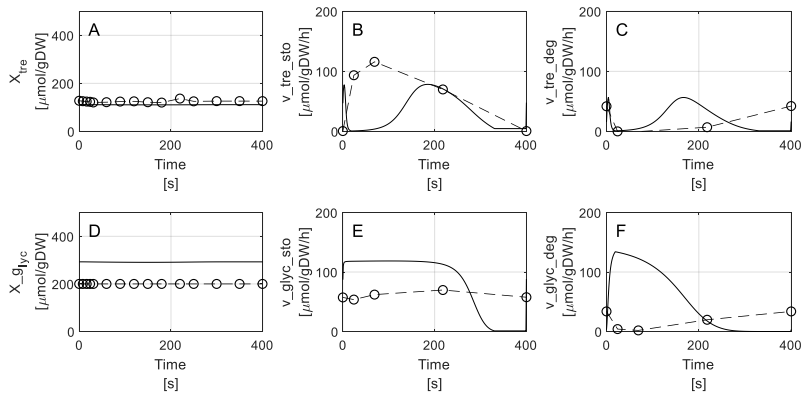 A
X_tre
[μmol/gDW]
400
200
0
0
200
400
Time
[s]
B
v_tre_sto
[μmol/gDW/h]
200
100
0
0
200
400
Time
[s]
C
v_tre_deg
[μmol/gDW/h]
200
100
0
0
200
400
Time
[s]
D
X_glyc
[μmol/gDW]
400
200
0
0
200
400
Time
[s]
E
v_glyc_sto
[μmol/gDW/h]
200
100
0
0
200
400
Time
[s]
F
v_glyc_deg
[μmol/gDW/h]
200
100
0
0
200
400
Time
[s]